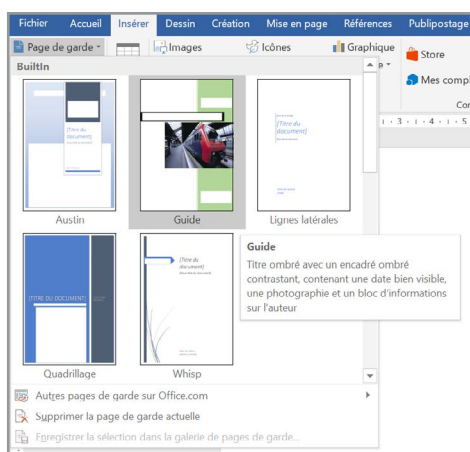 Fichier Accueil Insérer Dessin Création Mise en page Références Publipostage
Page de garde Images Icônes Graphique
Store
Mes compl
BuiltIn
Co
3 4 5
[Titre du
document]
[Titre du
document]
Austin Guide Lignes latérales
Guide
Titre ombré avec un encadré ombré
contrastant, contenant une date bien visible,
une photographie et un bloc d'informations
sur l'auteur
[TITRE DU DOCUMENT]
[Titre du
document]
Quadrillage Whisp
Autres pages de garde sur Office.com
Supprimer la page de garde actuelle
Enregistrer la sélection dans la galerie de pages de garde...